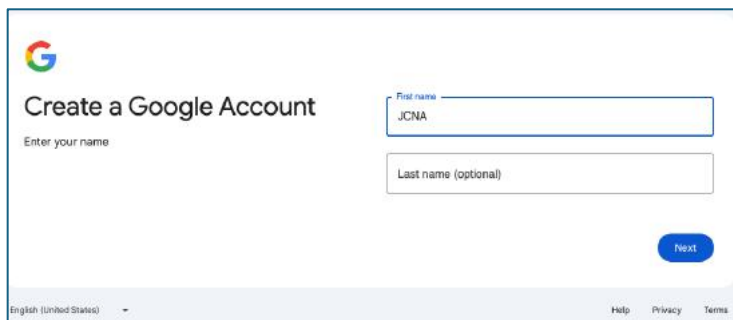 Create a Google Account
Enter your name
First name
JCNA
Last name (optional)
Next
English (United States)
Help Privacy Terms